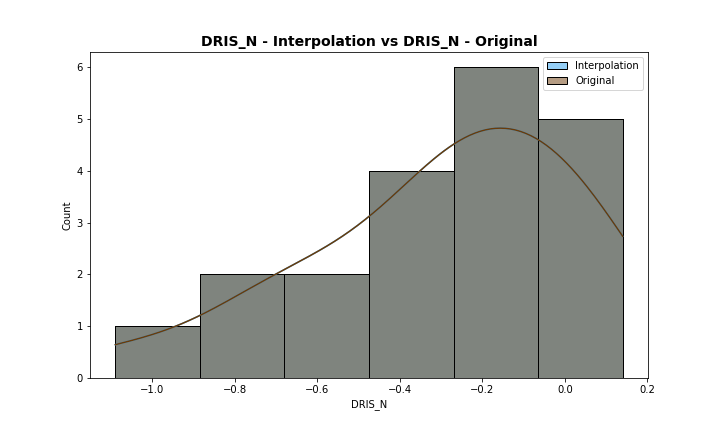 DRIS_N - Interpolation vs DRIS_N - Original
Interpolation
Original
6
5
4
3
2
1
0
Count
−1.0 −0.8 −0.6 −0.4 −0.2 0.0 0.2
DRIS_N